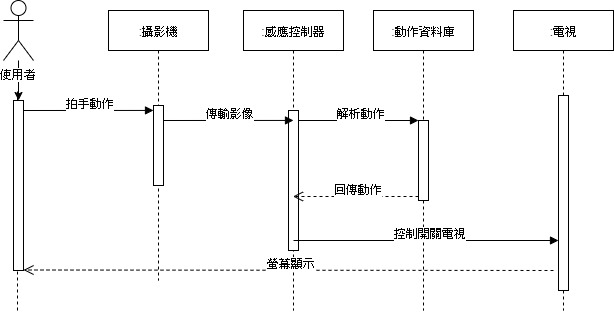 :攝影機
:感應控制器
:動作資料庫
:電視
使用者
拍手動作
傳輸影像
解析動作
回傳動作
控制開關電視
螢幕顯示